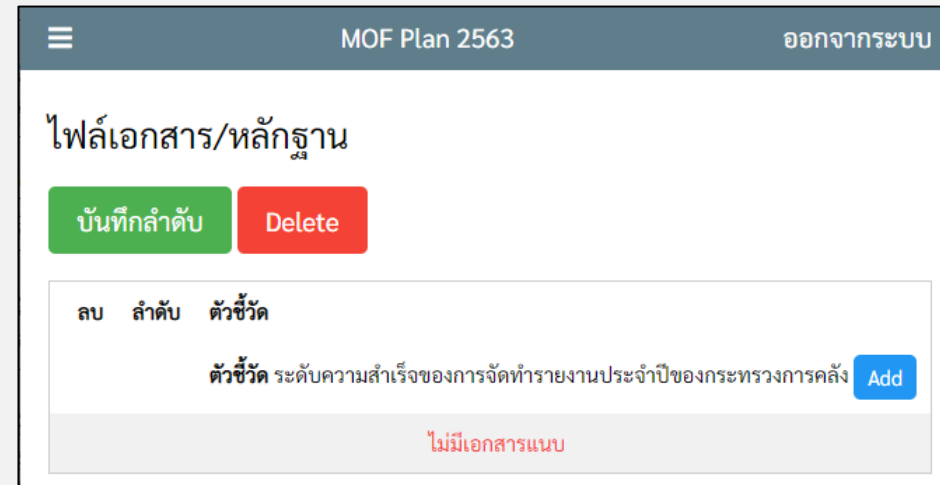 MOF Plan 2563 ออกจากระบบ
ไฟล์เอกสาร/หลักฐาน
บันทึกลำดับ Delete
ลบ ลำดับ ตัวชี้วัด
ตัวชี้วัด ระดับความสำเร็จของการจัดทำรายงานประจำปีของกระทรวงการคลัง Add
ไม่มีเอกสารแนบ